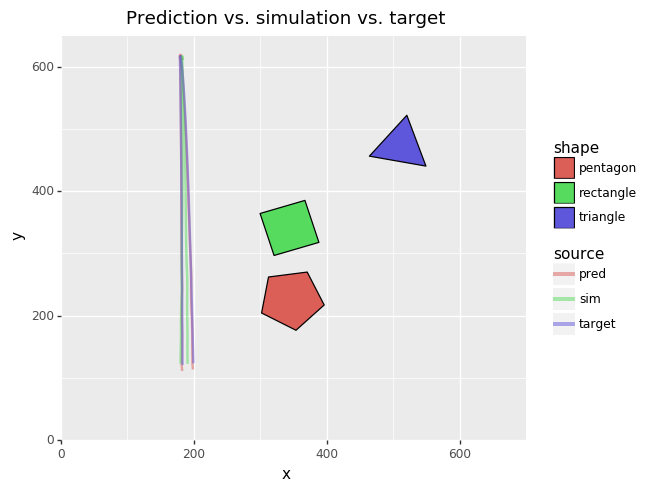 Prediction vs. simulation vs. target
600
400
200
0
y
0 200 400 600
x
shape
pentagon
rectangle
triangle
source
pred
sim
target